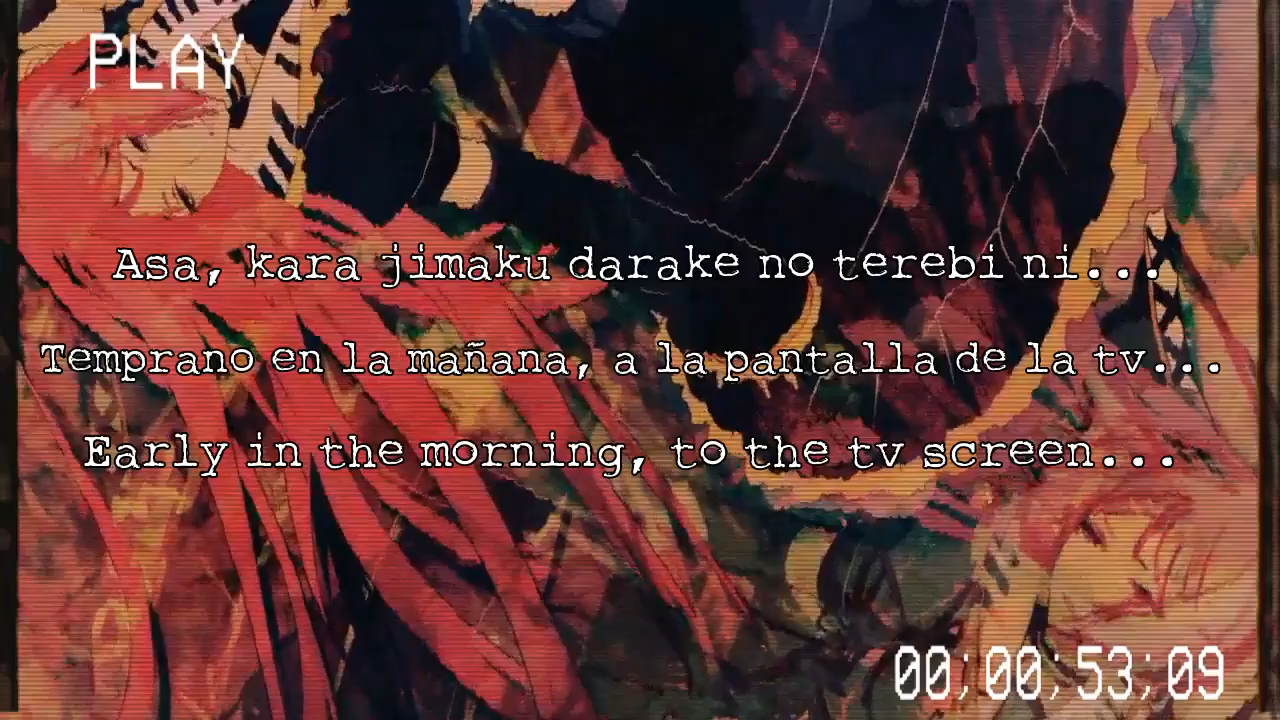 PLAY
Asa, kara jimaku darake no terebi ni...
Temprano en la mañana, a la pantalla de la tv...
Early in the morning, to the tv screen...
00;00;53;09